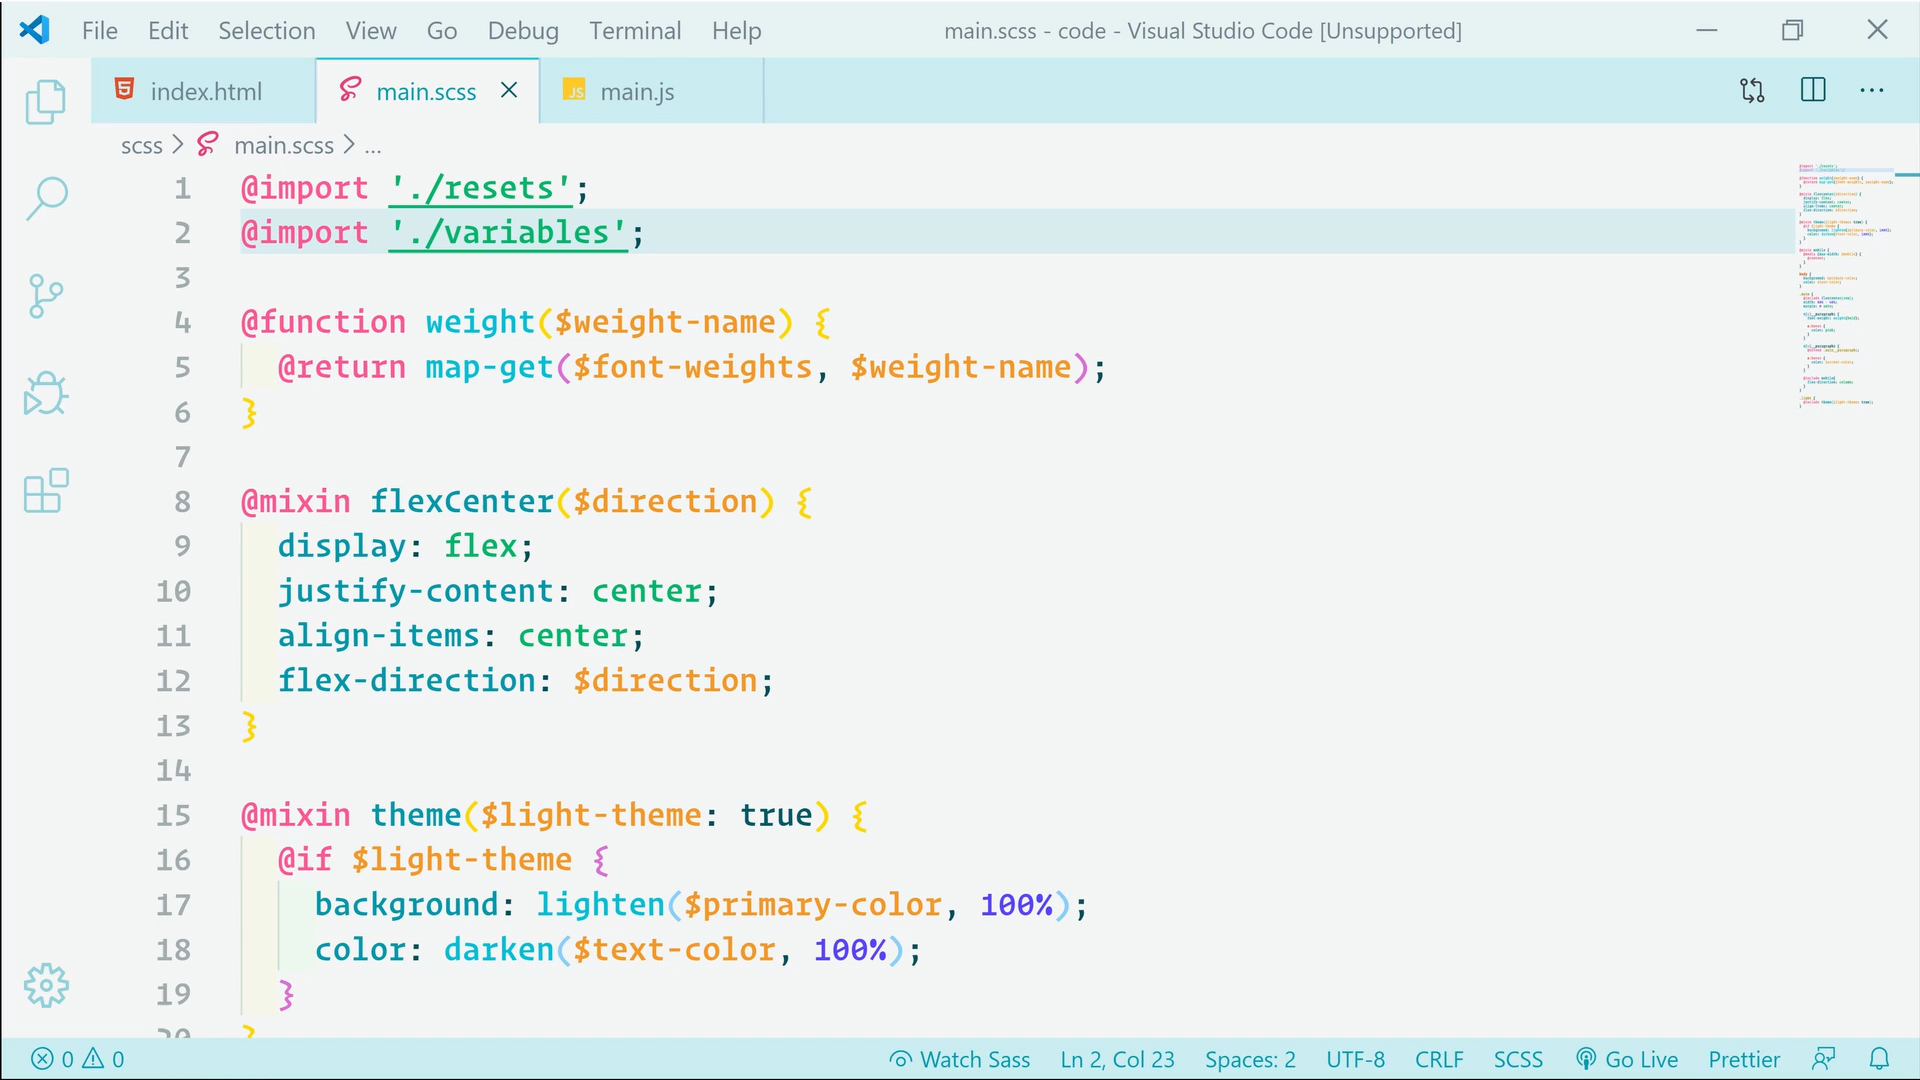 File Edit Selection View Go Debug Terminal Help main.scss - code - Visual Studio Code [Unsupported]
index.html main.scss JS main.js
scss > main.scss > ...
1 @import './resets';
2 @import './variables';
3
4 @function weight($weight-name) {
5 @return map-get($font-weights, $weight-name);
6 }
7
8 @mixin flexCenter($direction) {
9 display: flex;
10 justify-content: center;
11 align-items: center;
12 flex-direction: $direction;
13 }
14
15 @mixin theme($light-theme: true) {
16 @if $light-theme {
17 background: lighten($primary-color, 100%);
18 color: darken($text-color, 100%);
19 }
20 }
0 0 Watch Sass Ln 2, Col 23 Spaces: 2 UTF-8 CRLF SCSS Go Live Prettier